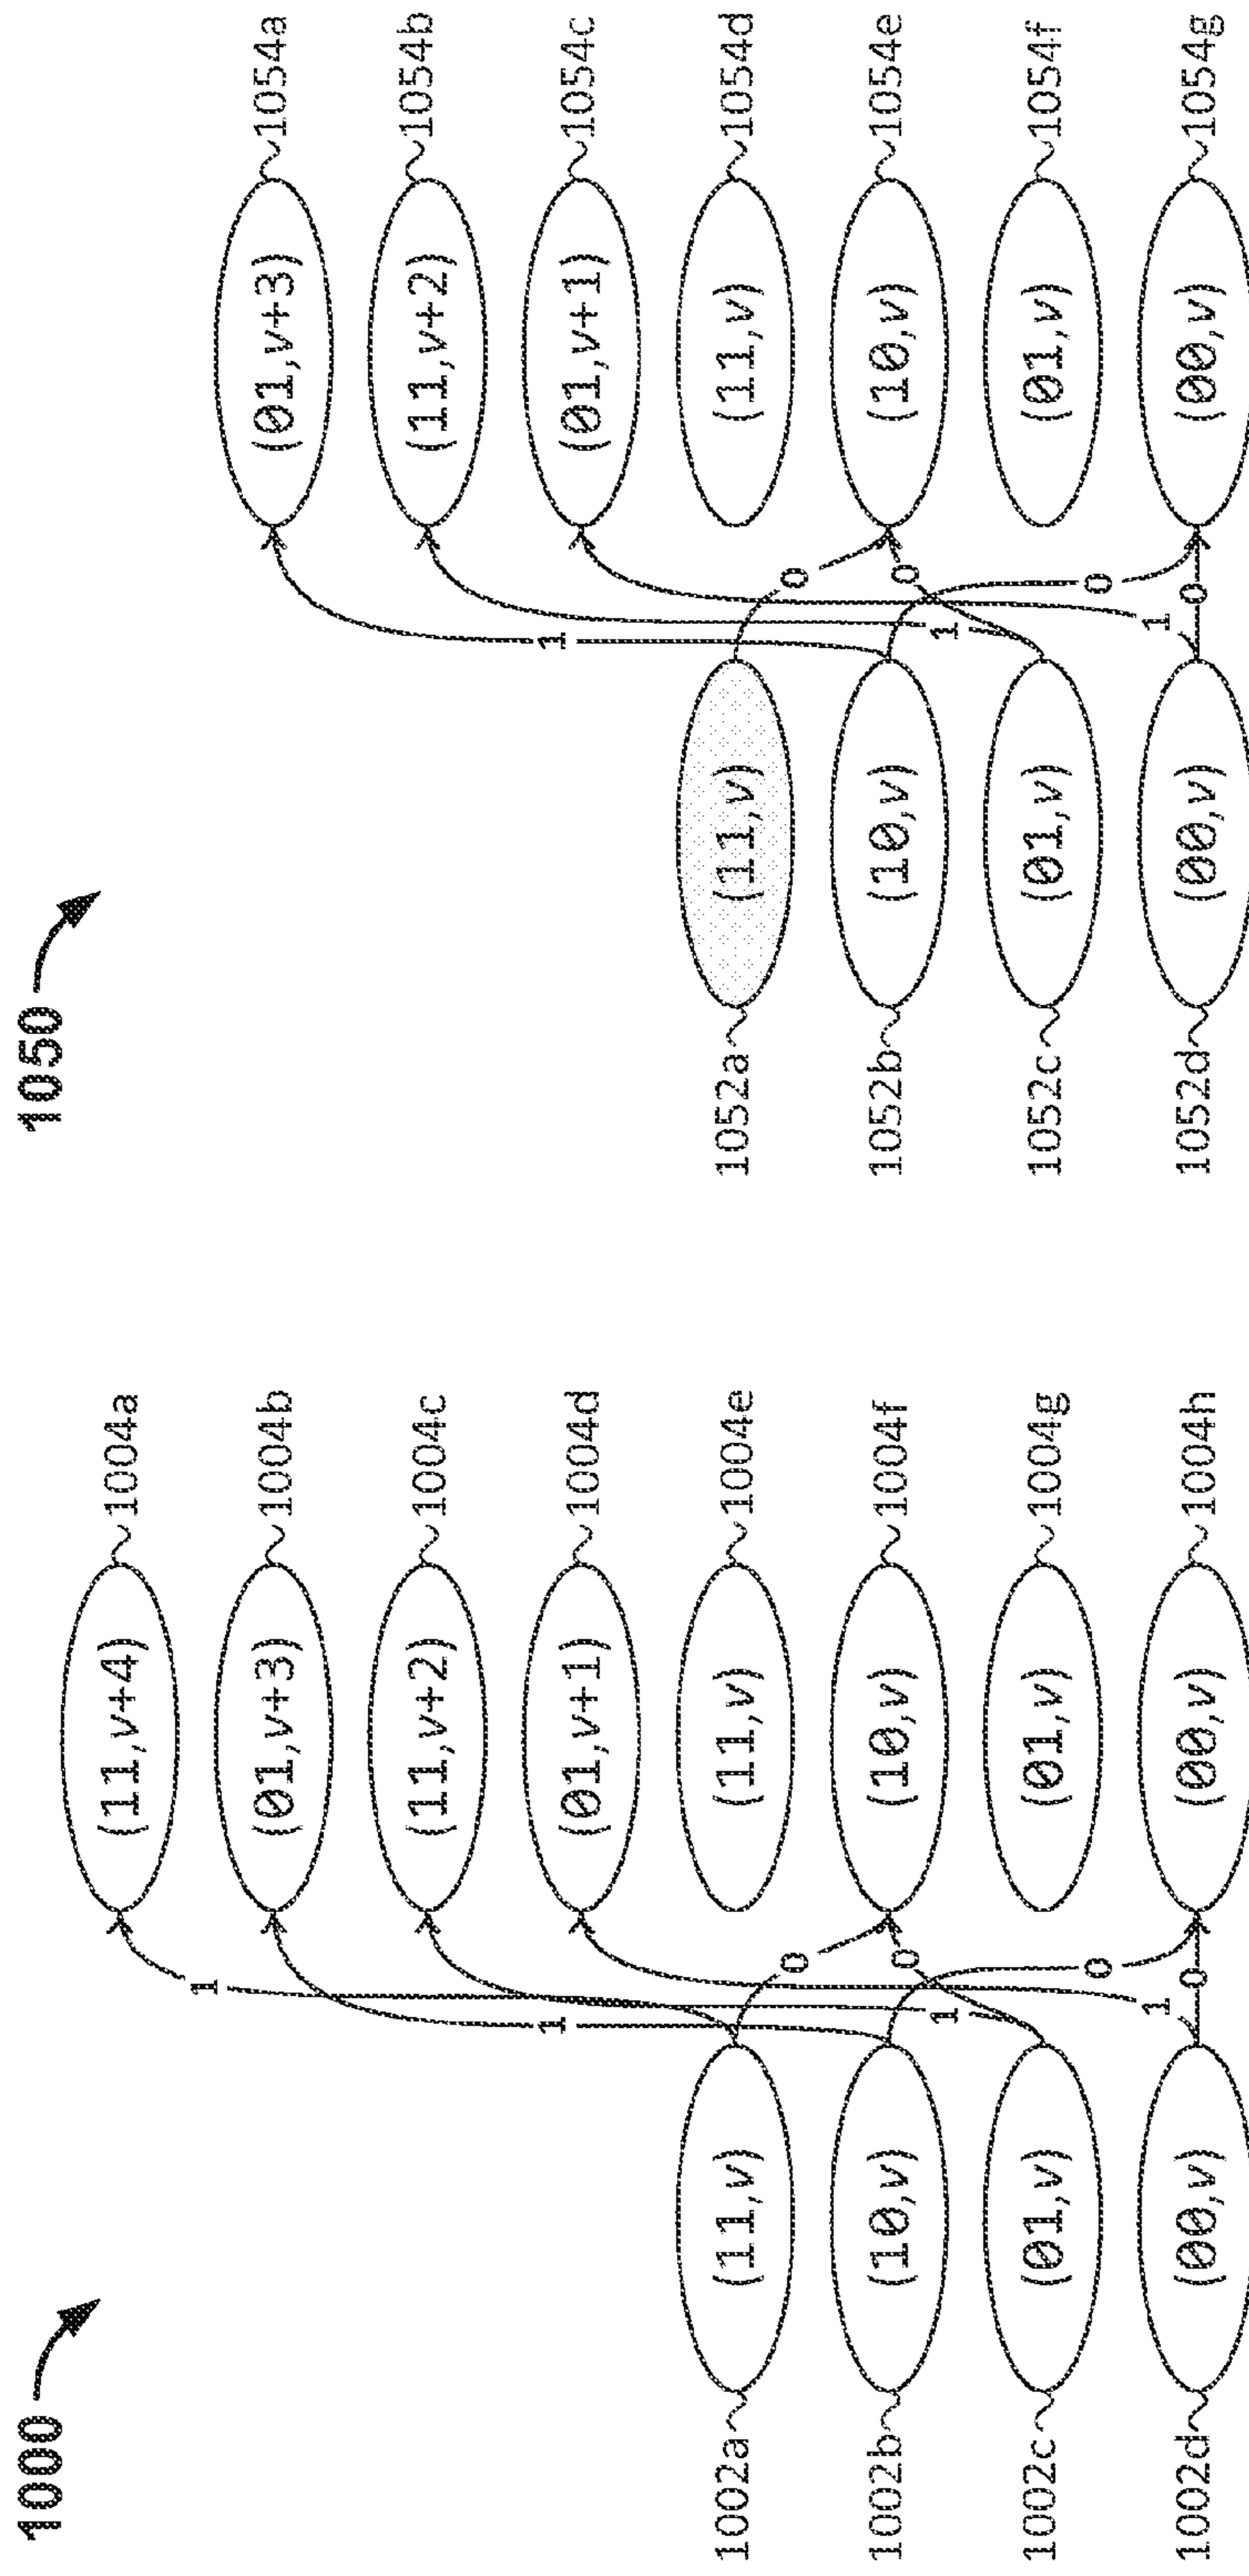 1000
1002a (11,v)
1002b (10,v)
1002c (01,v)
1002d (00,v)
1
1
1
1
0
0
0
0
(11,v+4) 1004a
(01,v+3) 1004b
(11,v+2) 1004c
(01,v+1) 1004d
(11,v) 1004e
(10,v) 1004f
(01,v) 1004g
(00,v) 1004h
1050
1052a (11,v)
1052b (10,v)
1052c (01,v)
1052d (00,v)
1
1
1
0
0
0
0
(01,v+3) 1054a
(11,v+2) 1054b
(01,v+1) 1054c
(11,v) 1054d
(10,v) 1054e
(01,v) 1054f
(00,v) 1054g